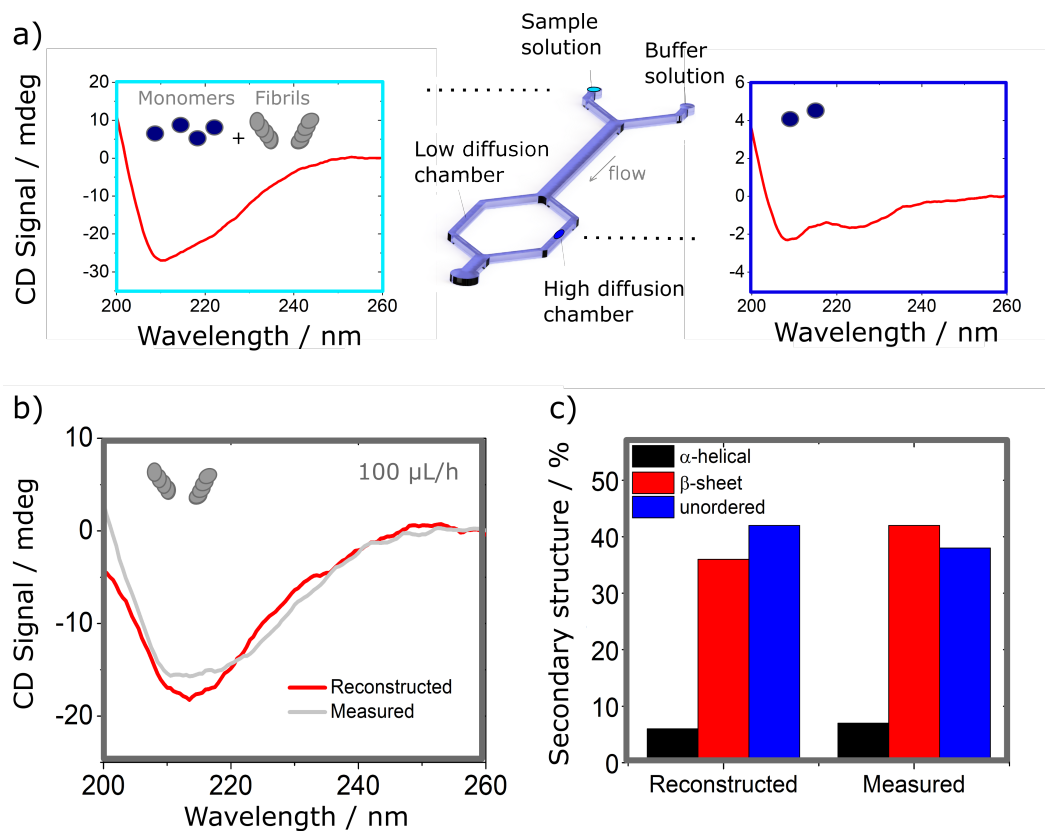 a)
Sample
solution
Buffer
solution
Low diffusion
chamber
flow
High diffusion
chamber
20
10
0
-10
-20
-30
CD Signal / mdeg
Monomers
+
Fibrils
200
220
240
260
Wavelength / nm
6
4
2
0
-2
-4
200
220
240
260
Wavelength / nm
b)
10
0
-10
-20
CD Signal / mdeg
100 µL/h
Reconstructed
Measured
200
220
240
260
Wavelength / nm
c)
50
40
30
20
10
0
Secondary structure / %
α-helical
β-sheet
unordered
Reconstructed
Measured